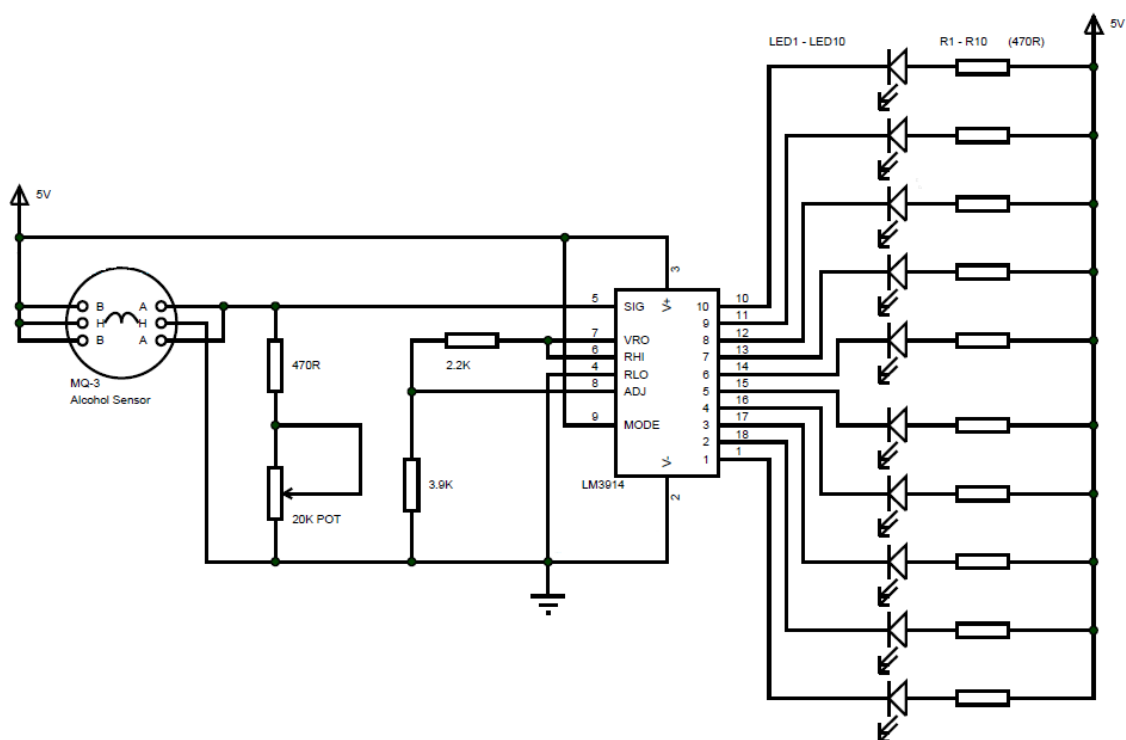 5V
LED1 - LED10 R1 - R10 (470R)
5V
B A
H H
B A
MQ-3
Alcohol Sensor
470R
20K POT
2.2K
3.9K
3
V+
5 SIG
7 VRO
6 RHI
4 RLO
8 ADJ
9 MODE
V-
2
LM3914
10 10
9 11
8 12
7 13
6 14
5 15
4 16
3 17
2 18
1 1